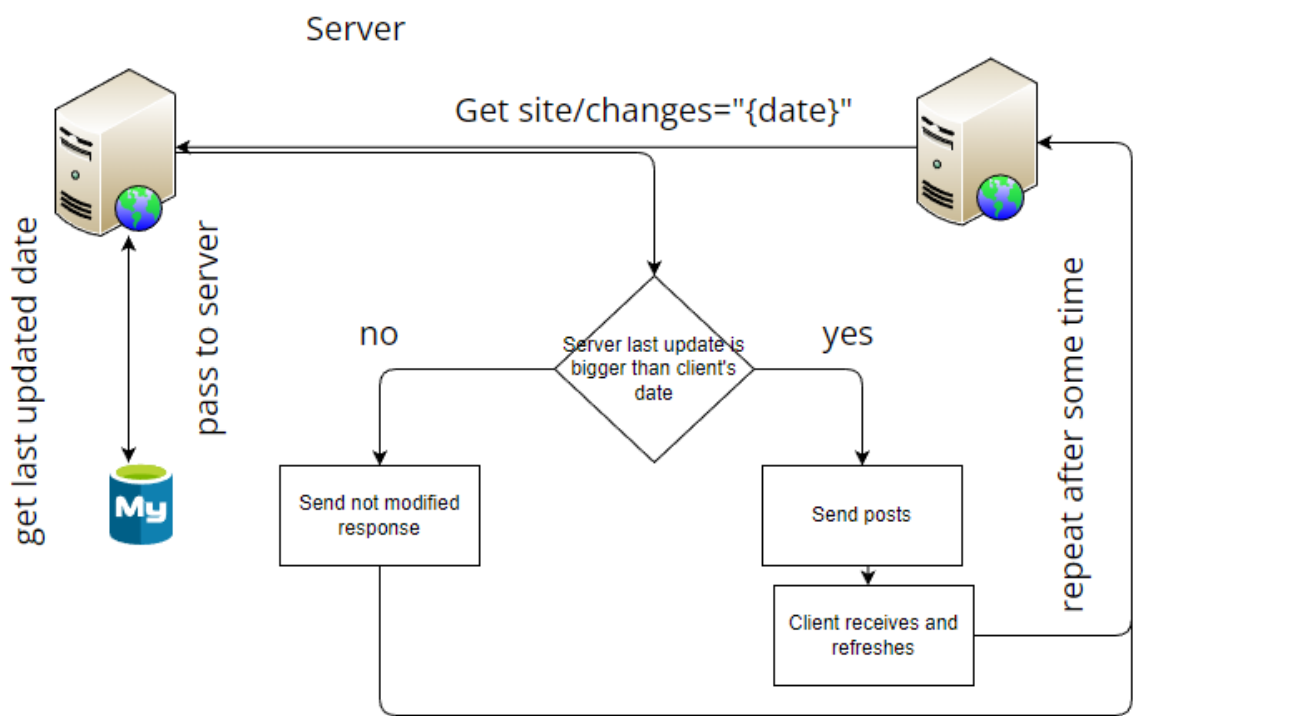 Server
Get site/changes="{date}"
get last updated date
pass to server
no
yes
Server last update is
bigger than client's
date
Send not modified
response
Send posts
Client receives and
refreshes
repeat after some time
My